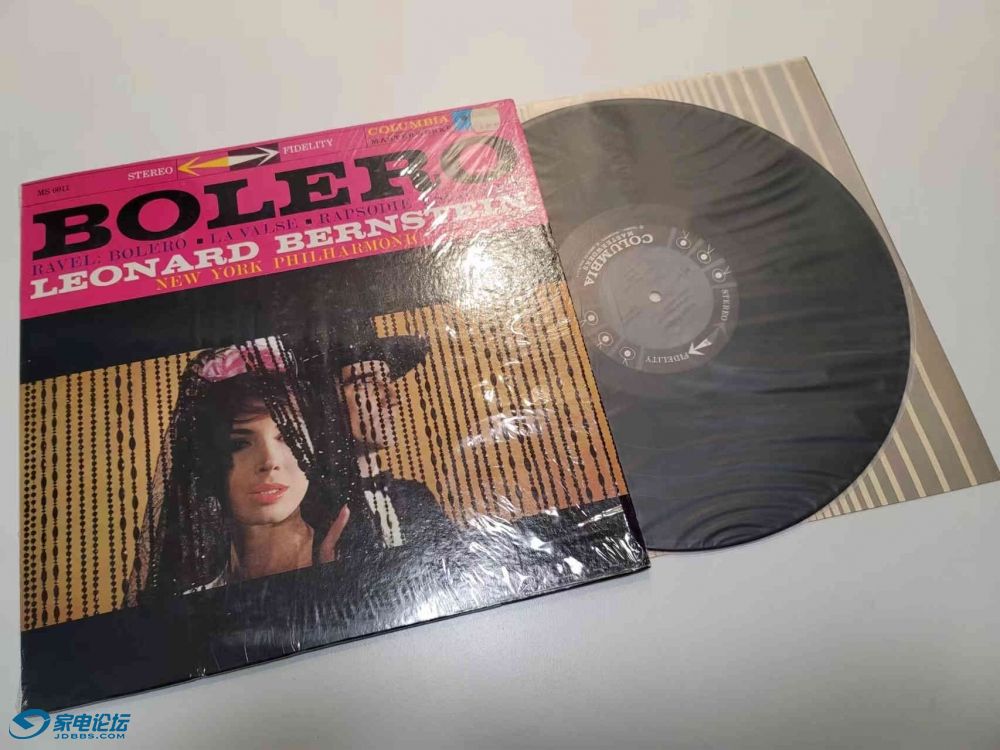 COLUMBIA
STEREO
FIDELITY
MS 6011
BOLERO
RAVEL: BOLERO ▪ LA VALSE ▪ RAPSODIE
LEONARD BERNSTEIN
NEW YORK PHILHARMONIC
COLUMBIA
MASTERWORKS
STEREO
FIDELITY
家电论坛
JDBBS.COM